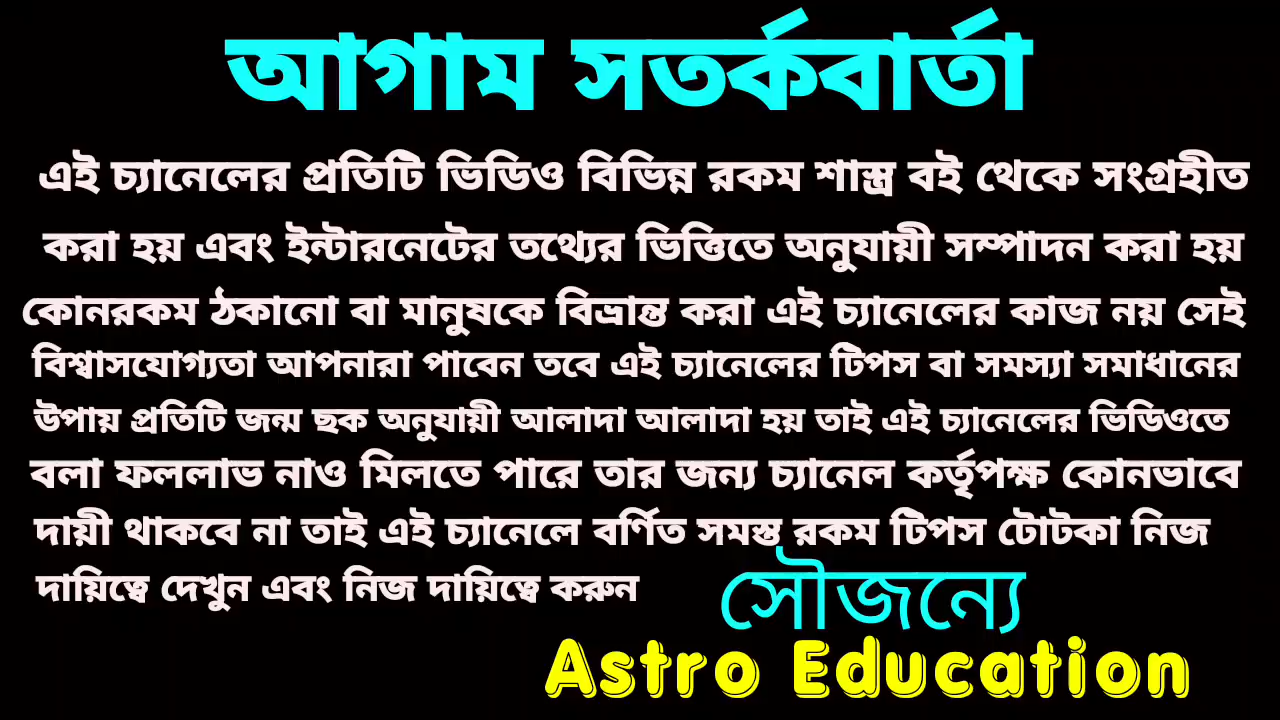 আগাম সতর্কবার্তা
এই চ্যানেলের প্রতিটি ভিডিও বিভিন্ন রকম শাস্ত্র বই থেকে সংগ্রহীত
করা হয় এবং ইন্টারনেটের তথ্যের ভিত্তিতে অনুযায়ী সম্পাদন করা হয়
কোনরকম ঠকানো বা মানুষকে বিভ্রান্ত করা এই চ্যানেলের কাজ নয় সেই
বিশ্বাসযোগ্যতা আপনারা পাবেন তবে এই চ্যানেলের টিপস বা সমস্যা সমাধানের
উপায় প্রতিটি জন্ম ছক অনুযায়ী আলাদা আলাদা হয় তাই এই চ্যানেলের ভিডিওতে
বলা ফললাভ নাও মিলতে পারে তার জন্য চ্যানেল কর্তৃপক্ষ কোনভাবে
দায়ী থাকবে না তাই এই চ্যানেলে বর্ণিত সমস্ত রকম টিপস টোটকা নিজ
দায়িত্বে দেখুন এবং নিজ দায়িত্বে করুন
সৌজন্যে
Astro Education